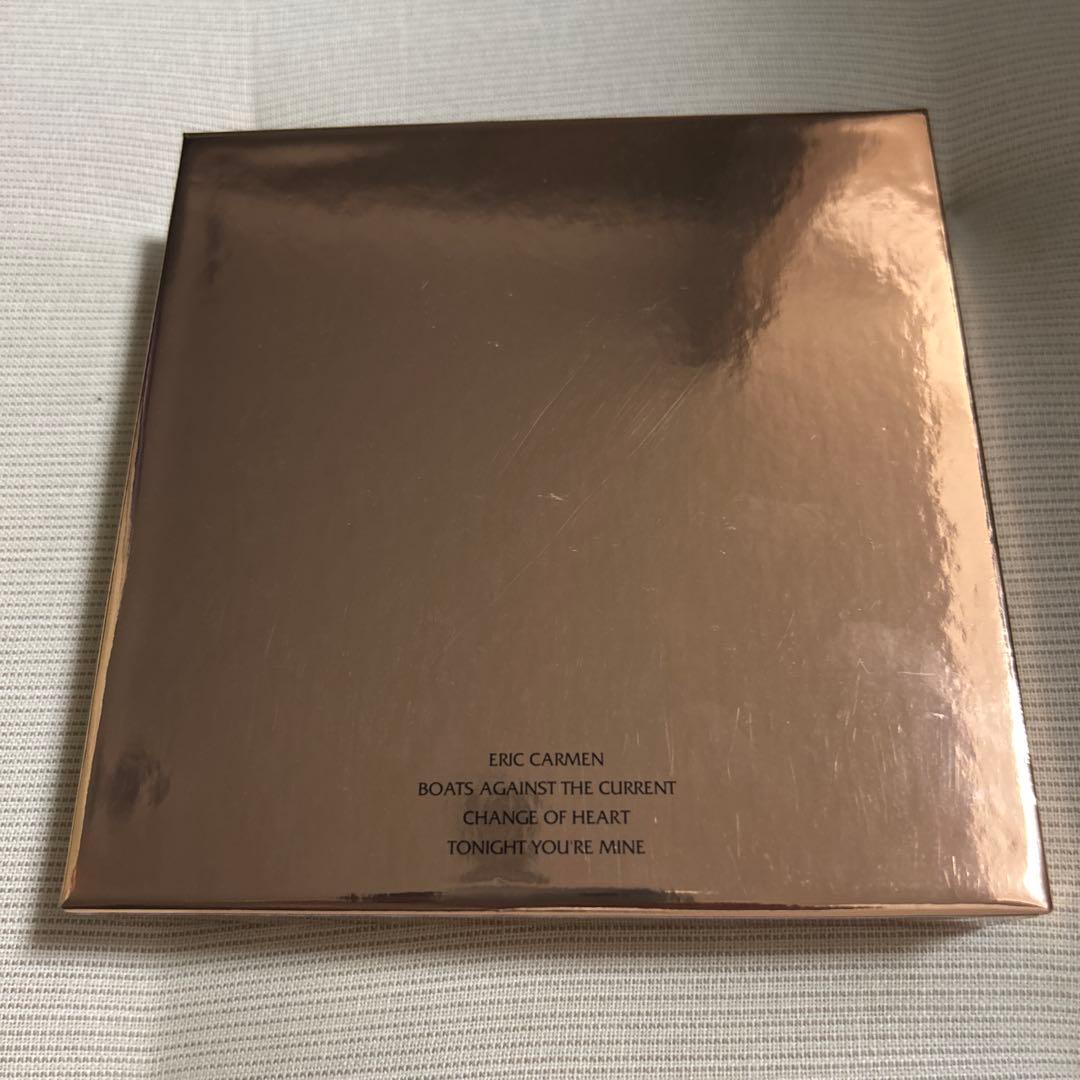 ERIC CARMEN
BOATS AGAINST THE CURRENT
CHANGE OF HEART
TONIGHT YOU'RE MINE